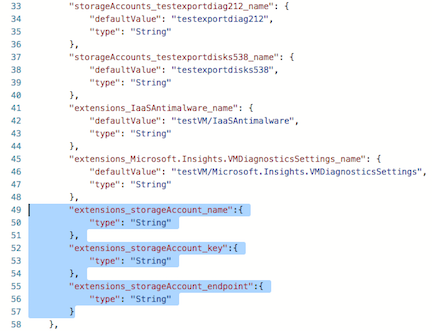 33 "storageAccounts_testexportdiag212_name": {
34 "defaultValue": "testexportdiag212",
35 "type": "String"
36 },
37 "storageAccounts_testexportdisks538_name": {
38 "defaultValue": "testexportdisks538",
39 "type": "String"
40 },
41 "extensions_IaaSAntimalware_name": {
42 "defaultValue": "testVM/IaaSAntimalware",
43 "type": "String"
44 },
45 "extensions_Microsoft.Insights.VMDiagnosticsSettings_name": {
46 "defaultValue": "testVM/Microsoft.Insights.VMDiagnosticsSettings",
47 "type": "String"
48 },
49 "extensions_storageAccount_name":{
50 "type": "String"
51 },
52 "extensions_storageAccount_key":{
53 "type": "String"
54 },
55 "extensions_storageAccount_endpoint":{
56 "type": "String"
57 }
58 },